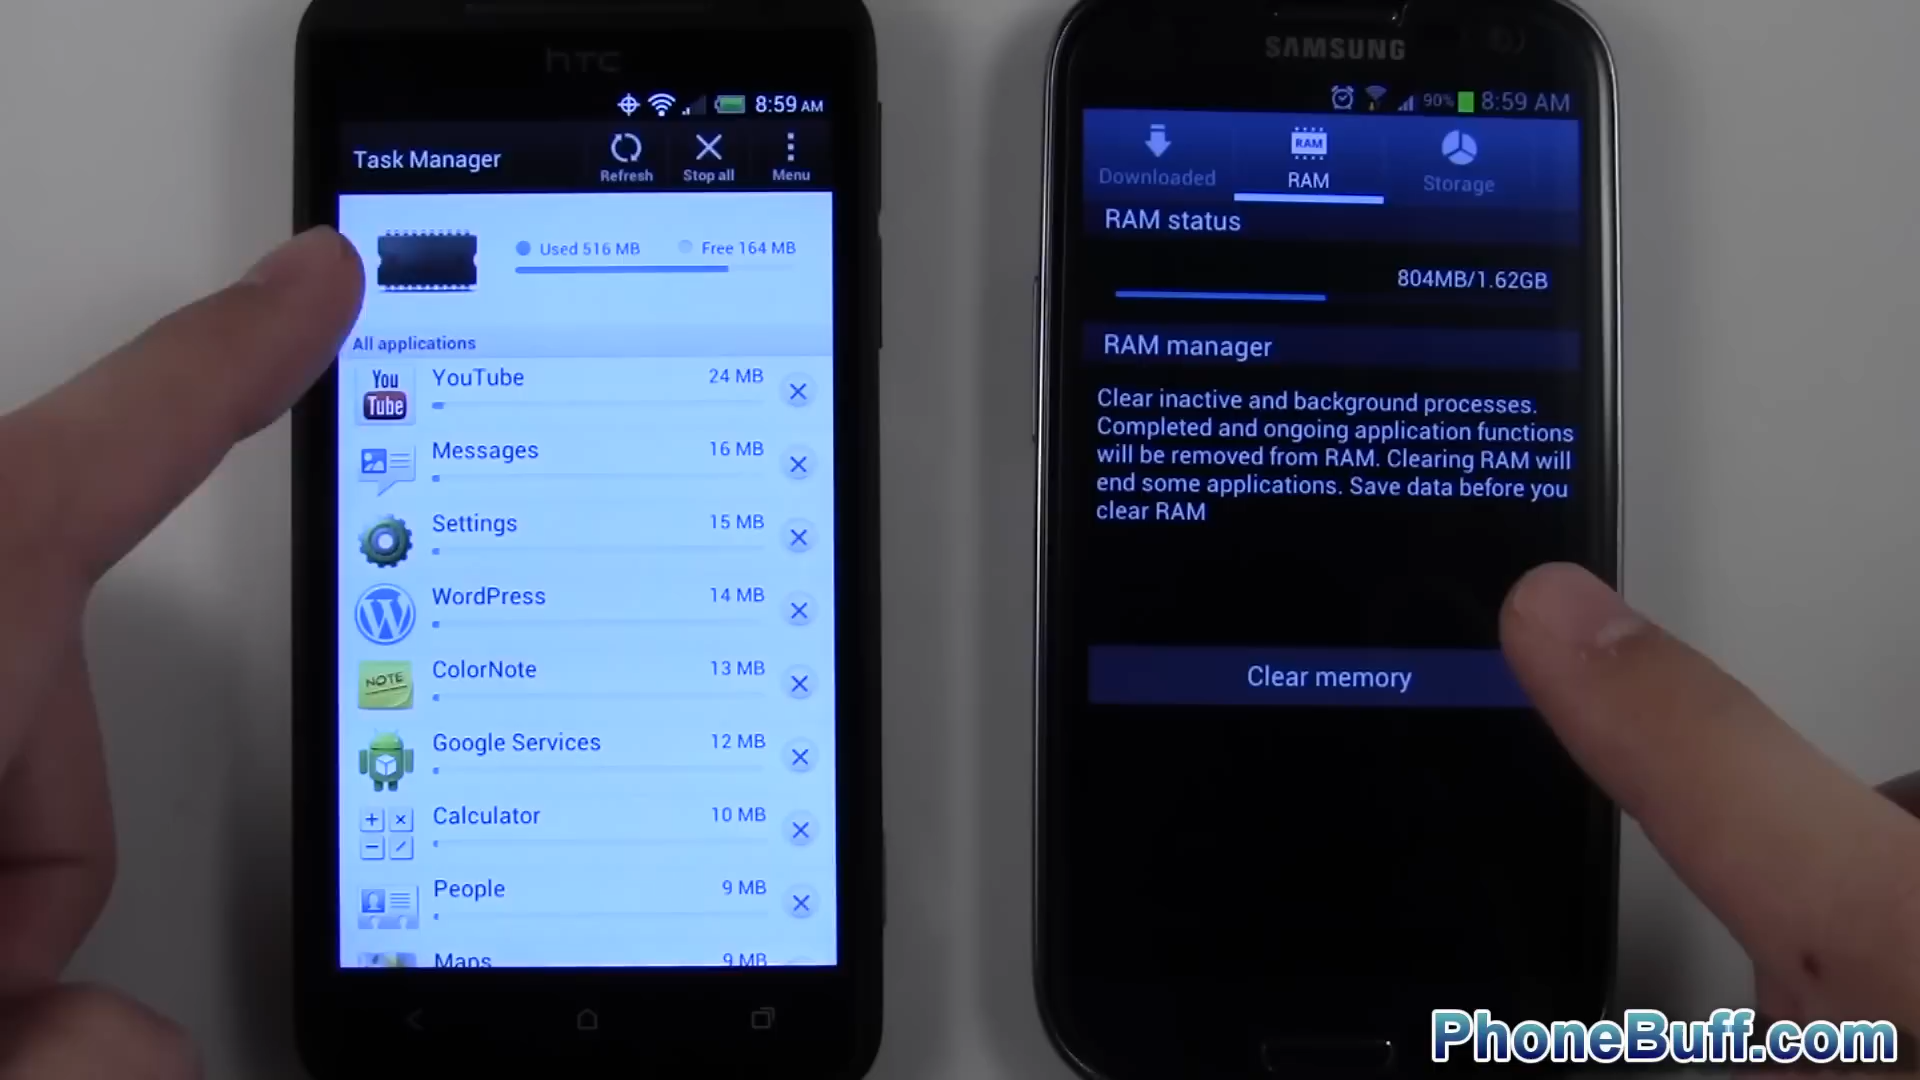 hTC
8:59 AM
Task Manager
Refresh
Stop all
Menu
Used 516 MB
Free 164 MB
All applications
You
Tube
YouTube
24 MB
Messages
16 MB
Settings
15 MB
WordPress
14 MB
NOTE
ColorNote
13 MB
Google Services
12 MB
Calculator
10 MB
People
9 MB
Maps
9 MB
SAMSUNG
90%
8:59 AM
Downloaded
RAM
RAM
Storage
RAM status
804MB/1.62GB
RAM manager
Clear inactive and background processes.
Completed and ongoing application functions
will be removed from RAM. Clearing RAM will
end some applications. Save data before you
clear RAM
Clear memory
PhoneBuff.com